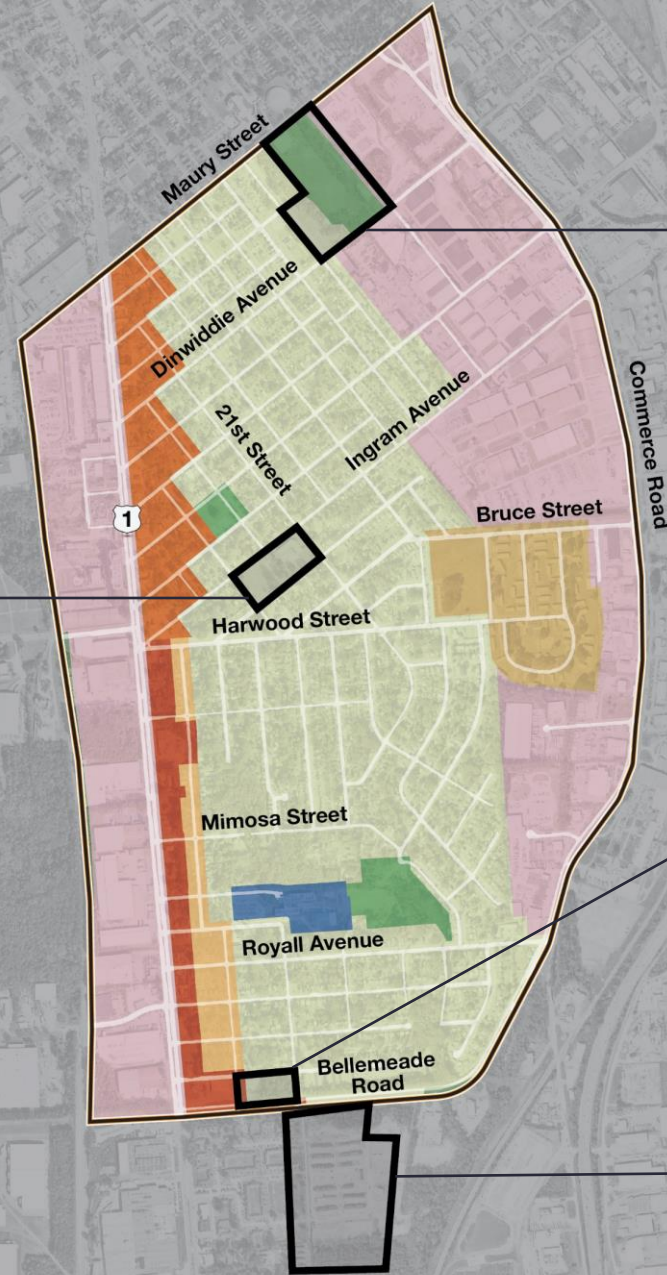 Maury Street
Dinwiddie Avenue
Ingram Avenue
21st Street
Commerce Road
1
Bruce Street
Harwood Street
Mimosa Street
Royall Avenue
Bellemeade
Road